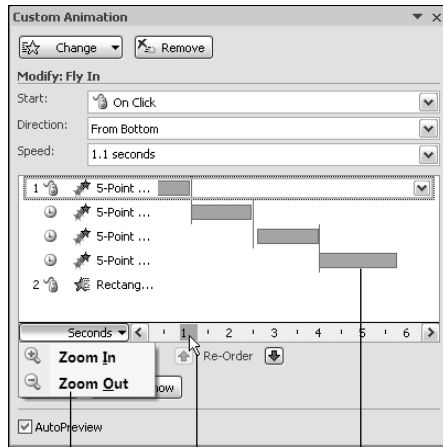 Custom Animation
Change
Remove
Modify: Fly In
Start:
On Click
Direction:
From Bottom
Speed:
1.1 seconds
1 5-Point ...
5-Point ...
5-Point ...
5-Point ...
2 Rectang...
Seconds 1 2 3 4 5 6
Zoom In
Re-Order
Zoom Out
ow
AutoPreview